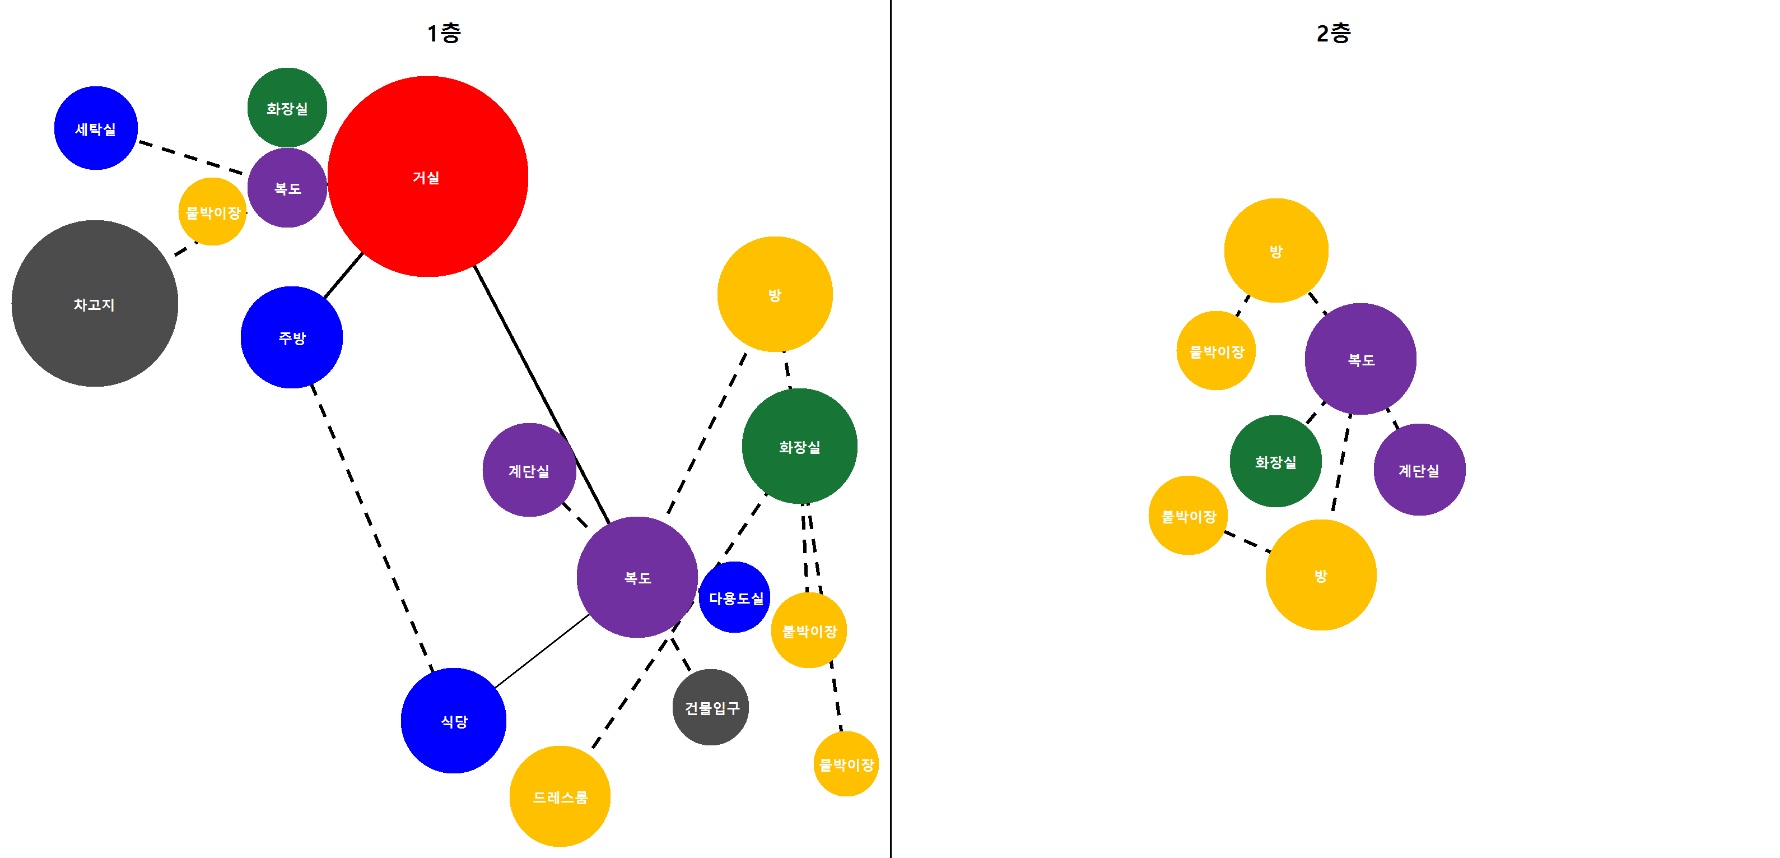 1층
화장실
세탁실
거실
복도
붙박이장
차고지
주방
방
화장실
계단실
복도
다용도실
붙박이장
건물입구
식당
붙박이장
드레스룸
2층
방
붙박이장
복도
화장실
계단실
붙박이장
방